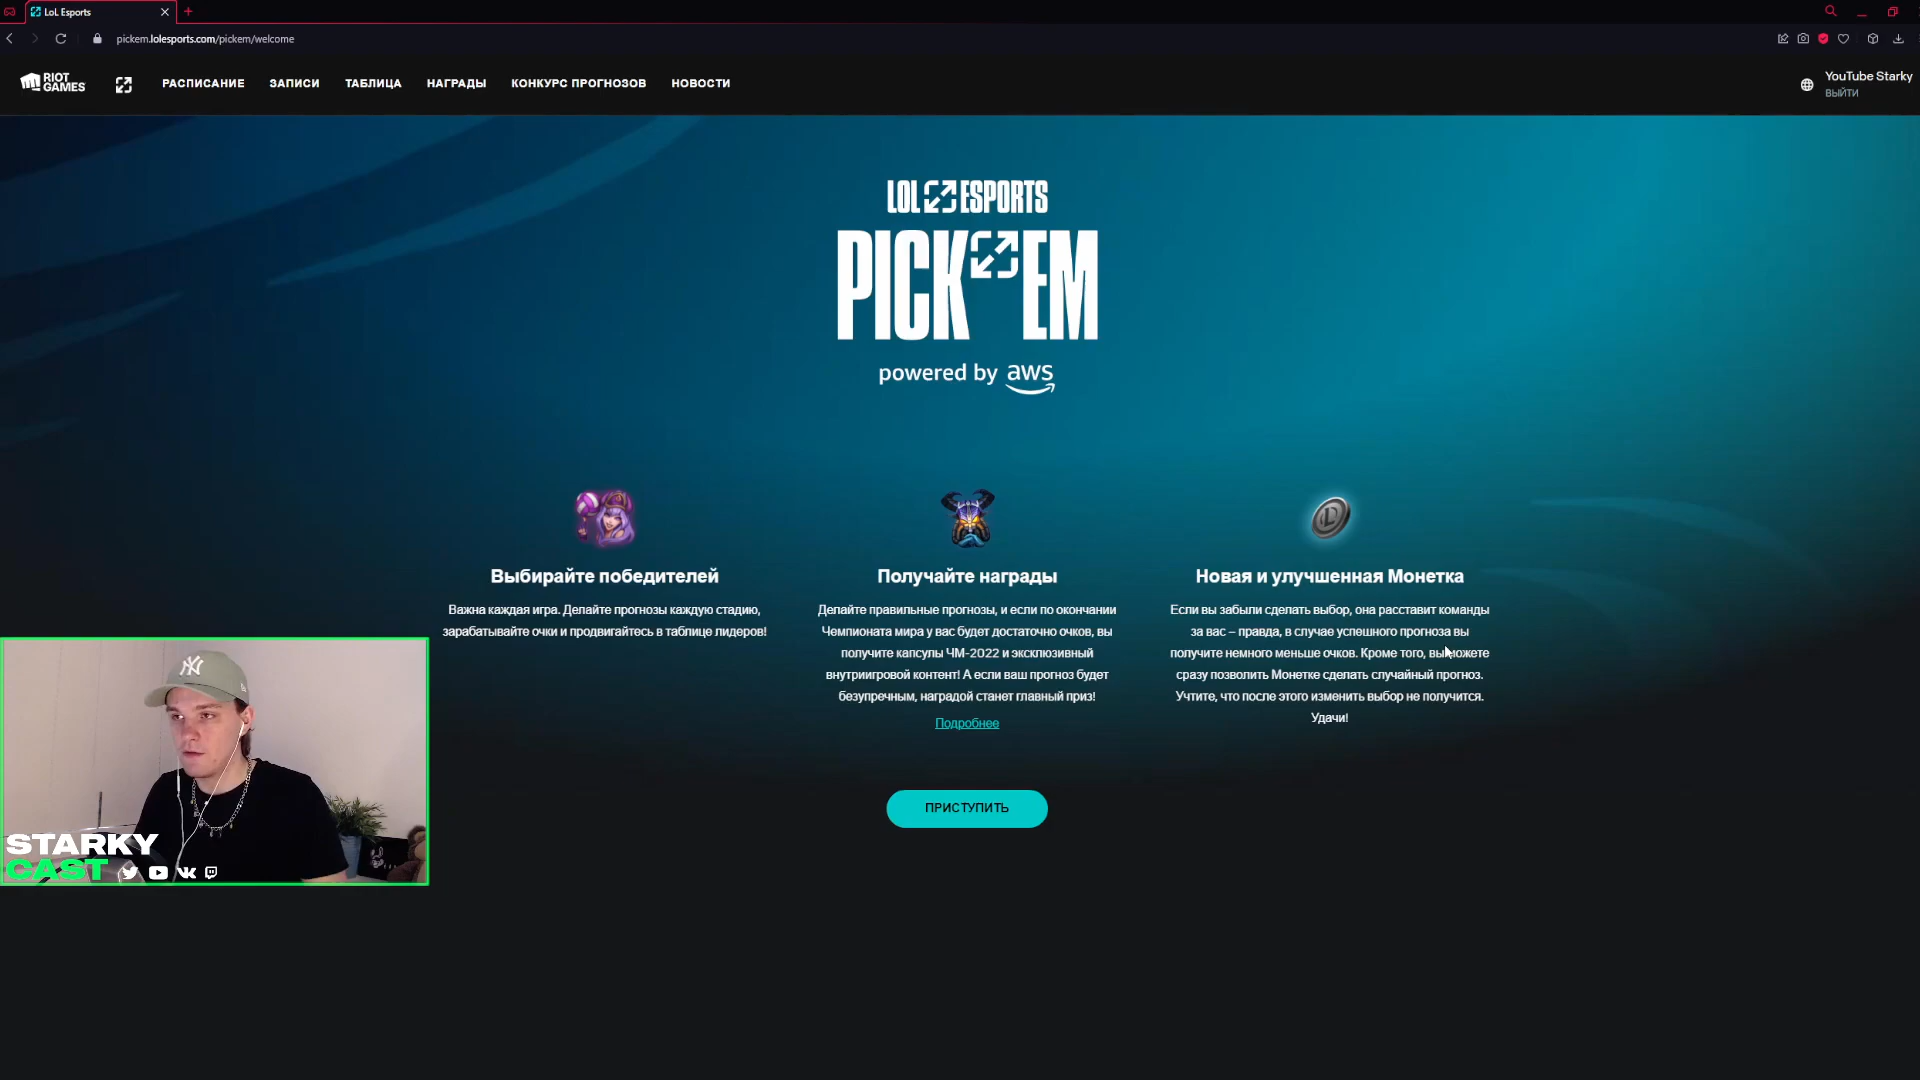 LoL Esports
pickem.lolesports.com/pickem/welcome
RIOT GAMES
РАСПИСАНИЕ
ЗАПИСИ
ТАБЛИЦА
НАГРАДЫ
КОНКУРС ПРОГНОЗОВ
НОВОСТИ
YouTube Starky
ВЫЙТИ
LOL ESPORTS
PICK'EM
powered by aws
Выбирайте победителей
Важна каждая игра. Делайте прогнозы каждую стадию,
зарабатывайте очки и продвигайтесь в таблице лидеров!
Получайте награды
Делайте правильные прогнозы, и если по окончании
Чемпионата мира у вас будет достаточно очков, вы
получите капсулы ЧМ-2022 и эксклюзивный
внутриигровой контент! А если ваш прогноз будет
безупречным, наградой станет главный приз!
Подробнее
Новая и улучшенная Монетка
Если вы забыли сделать выбор, она расставит команды
за вас – правда, в случае успешного прогноза вы
получите немного меньше очков. Кроме того, вы можете
сразу позволить Монетке сделать случайный прогноз.
Учтите, что после этого изменить выбор не получится.
Удачи!
ПРИСТУПИТЬ
NY
STARKY
CAST